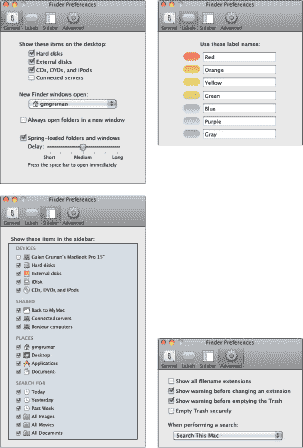 Finder Preferences
General Labels Sidebar Advanced
Show these items on the desktop:
Hard disks
External disks
CDs, DVDs, and iPods
Connected servers
New Finder windows open:
gmgruman
Always open folders in a new window
Spring-loaded folders and windows
Delay:
Short Medium Long
Press the space bar to open immediately
Finder Preferences
General Labels Sidebar Advanced
Use these label names:
Red
Orange
Yellow
Green
Blue
Purple
Gray
Finder Preferences
General Labels Sidebar Advanced
Show these items in the sidebar:
DEVICES
Galen Gruman's MacBook Pro 15"
Hard disks
External disks
iDisk
CDs, DVDs, and iPods
SHARED
Back to My Mac
Connected servers
Bonjour computers
PLACES
gmgruman
Desktop
Applications
Documents
SEARCH FOR
Today
Yesterday
Past Week
All Images
All Movies
All Documents
Finder Preferences
General Labels Sidebar Advanced
Show all filename extensions
Show warning before changing an extension
Show warning before emptying the Trash
Empty Trash securely
When performing a search:
Search This Mac